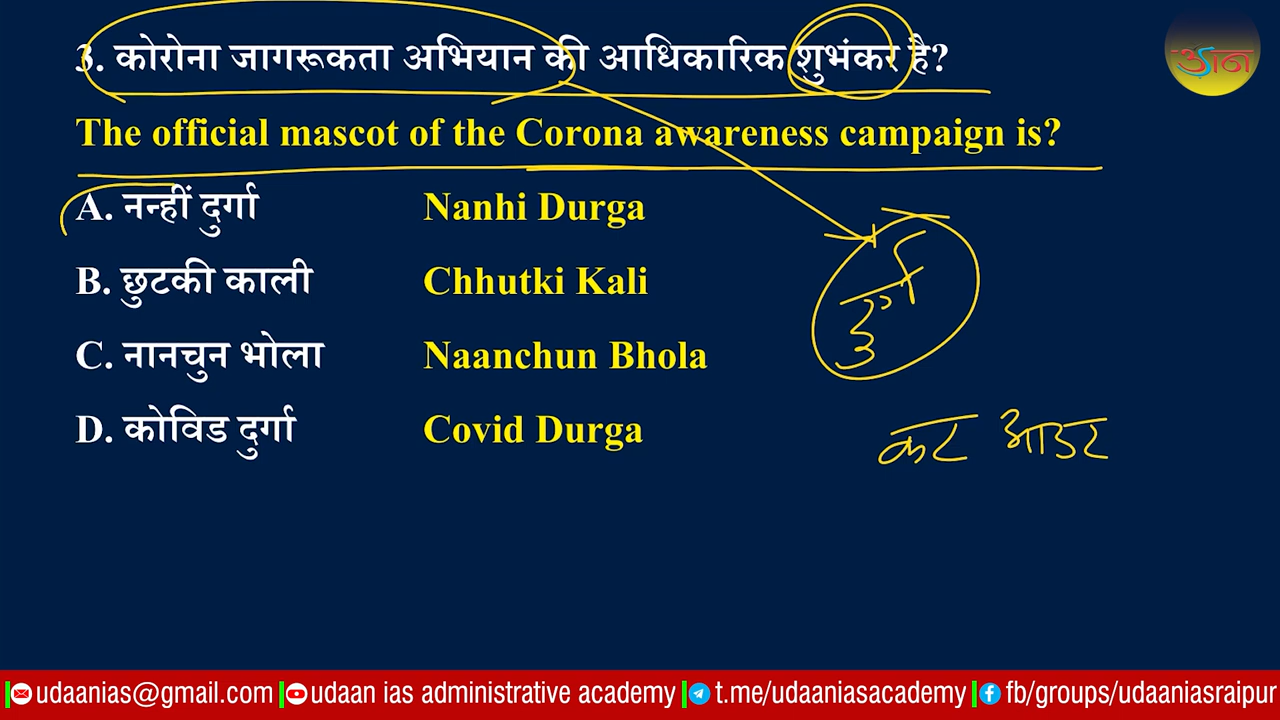 उड़ान
3. कोरोना जागरूकता अभियान की आधिकारिक शुभंकर है?
The official mascot of the Corona awareness campaign is?
A. नन्हीं दुर्गा Nanhi Durga
B. छुटकी काली Chhutki Kali
C. नानचुन भोला Naanchun Bhola
D. कोविड दुर्गा Covid Durga
दुर्ग
कट आउट
udaanias@gmail.com udaan ias administrative academy t.me/udaaniasacademy fb/groups/udaaniasraipur